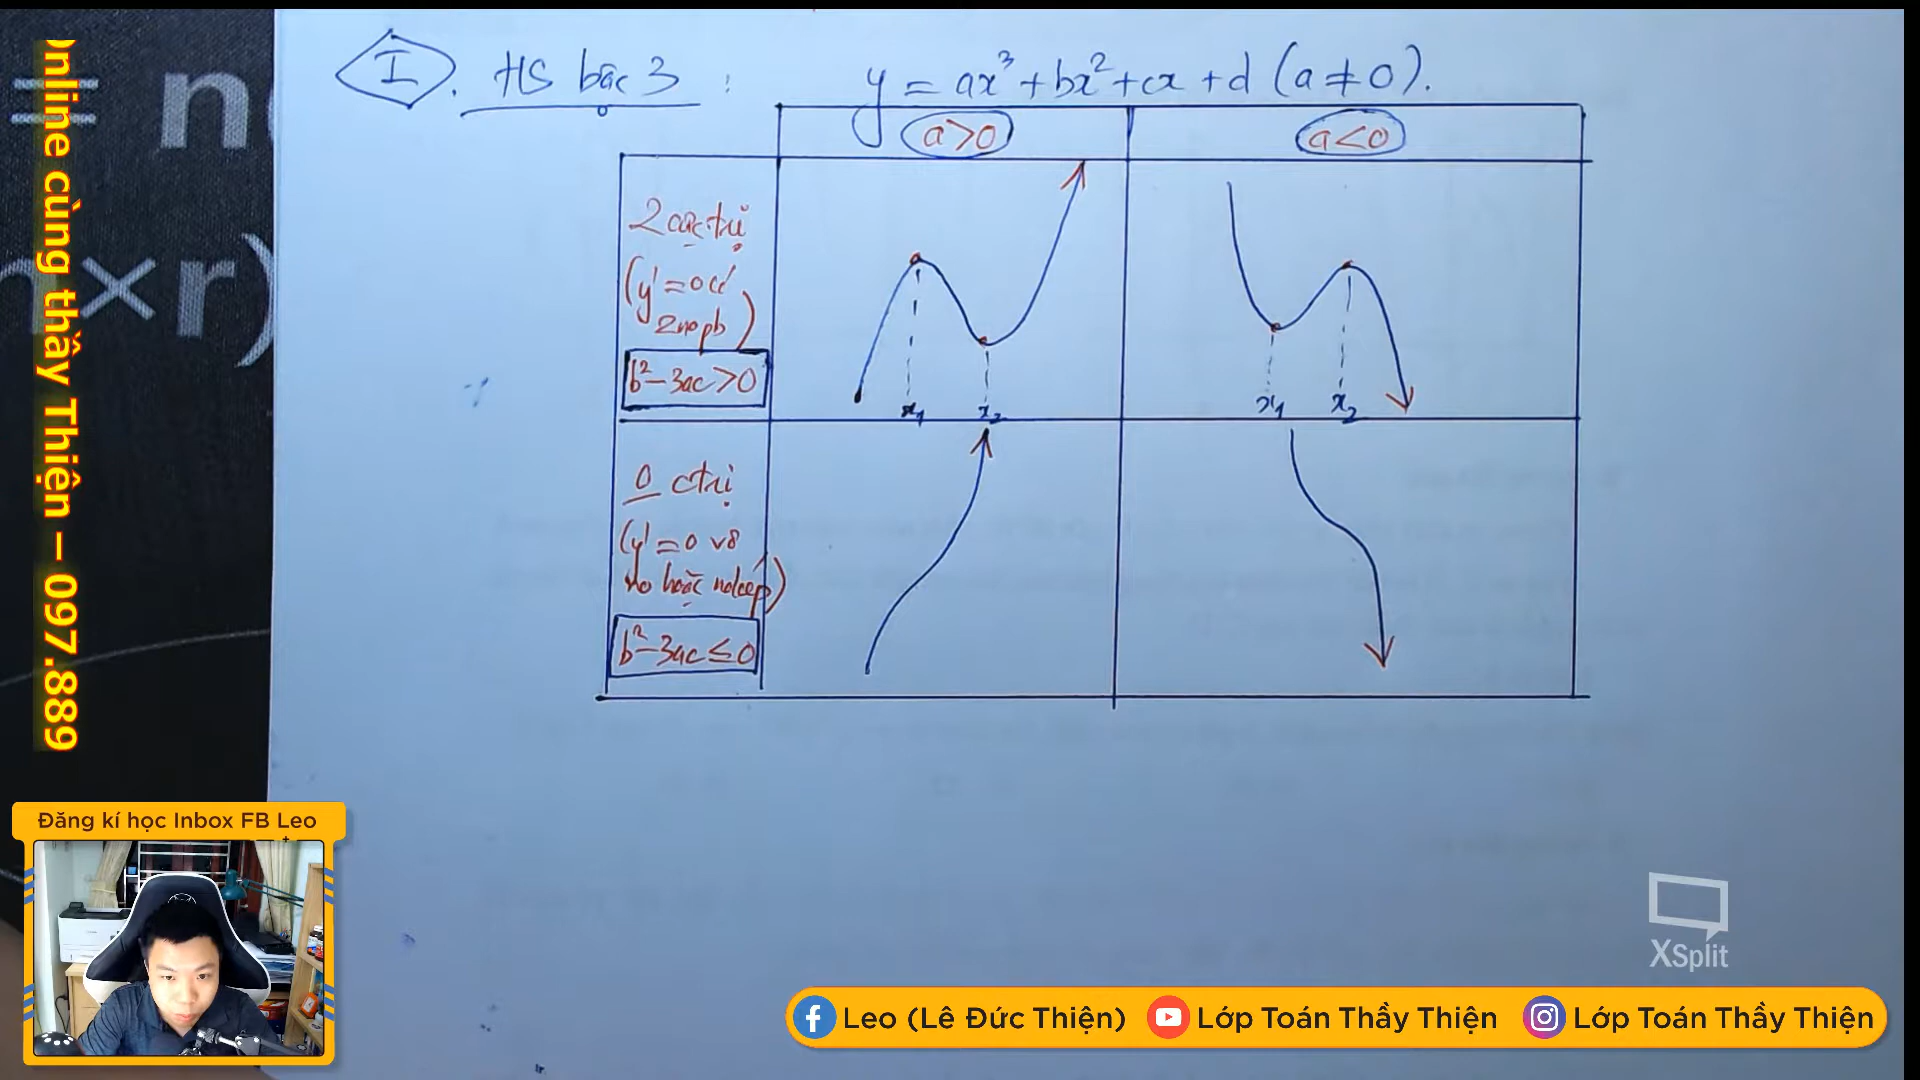 I. HS bậc 3 : y = ax³ + bx² + cx + d (a ≠ 0).
a>0
a<0
2 cực trị
(y' = 0 có
2 no pb)
b² - 3ac > 0
x₁
x₂
x₁
x₂
0 ctrị
(y' = 0 vô
no hoặc no kép)
b² - 3ac ≤ 0
= n
n×r)
nline cùng thầy Thiện – 097.889
Đăng kí học Inbox FB Leo
XSplit
Leo (Lê Đức Thiện)
Lớp Toán Thầy Thiện
Lớp Toán Thầy Thiện